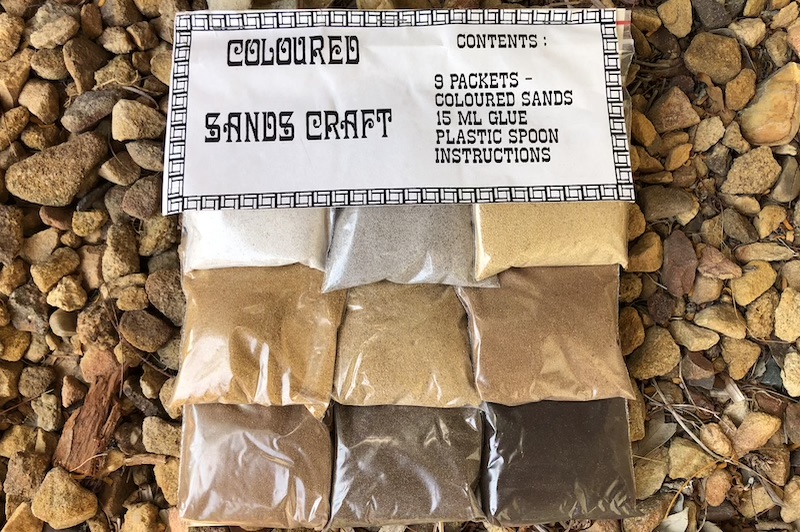 COLOURED
SANDS CRAFT
CONTENTS :
9 PACKETS -
COLOURED SANDS
15 ML GLUE
PLASTIC SPOON
INSTRUCTIONS